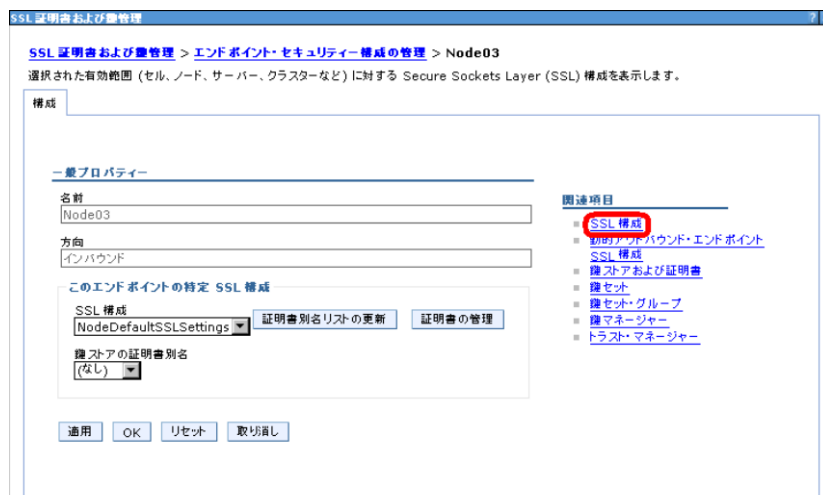 SSL 証明書および鍵管理
?
SSL 証明書および鍵管理 > エンドポイント・セキュリティー構成の管理 > Node03
選択された有効範囲 (セル、ノード、サーバー、クラスターなど) に対する Secure Sockets Layer (SSL) 構成を表示します。
構成
一般プロパティー
名前
Node03
方向
インバウンド
このエンドポイントの特定 SSL 構成
SSL 構成
NodeDefaultSSLSettings
証明書別名リストの更新
証明書の管理
鍵ストアの証明書別名
(なし)
適用
OK
リセット
取り消し
関連項目
SSL 構成
動的アウトバウンド・エンドポイント
SSL 構成
鍵ストアおよび証明書
鍵セット
鍵セット・グループ
鍵マネージャー
トラスト・マネージャー